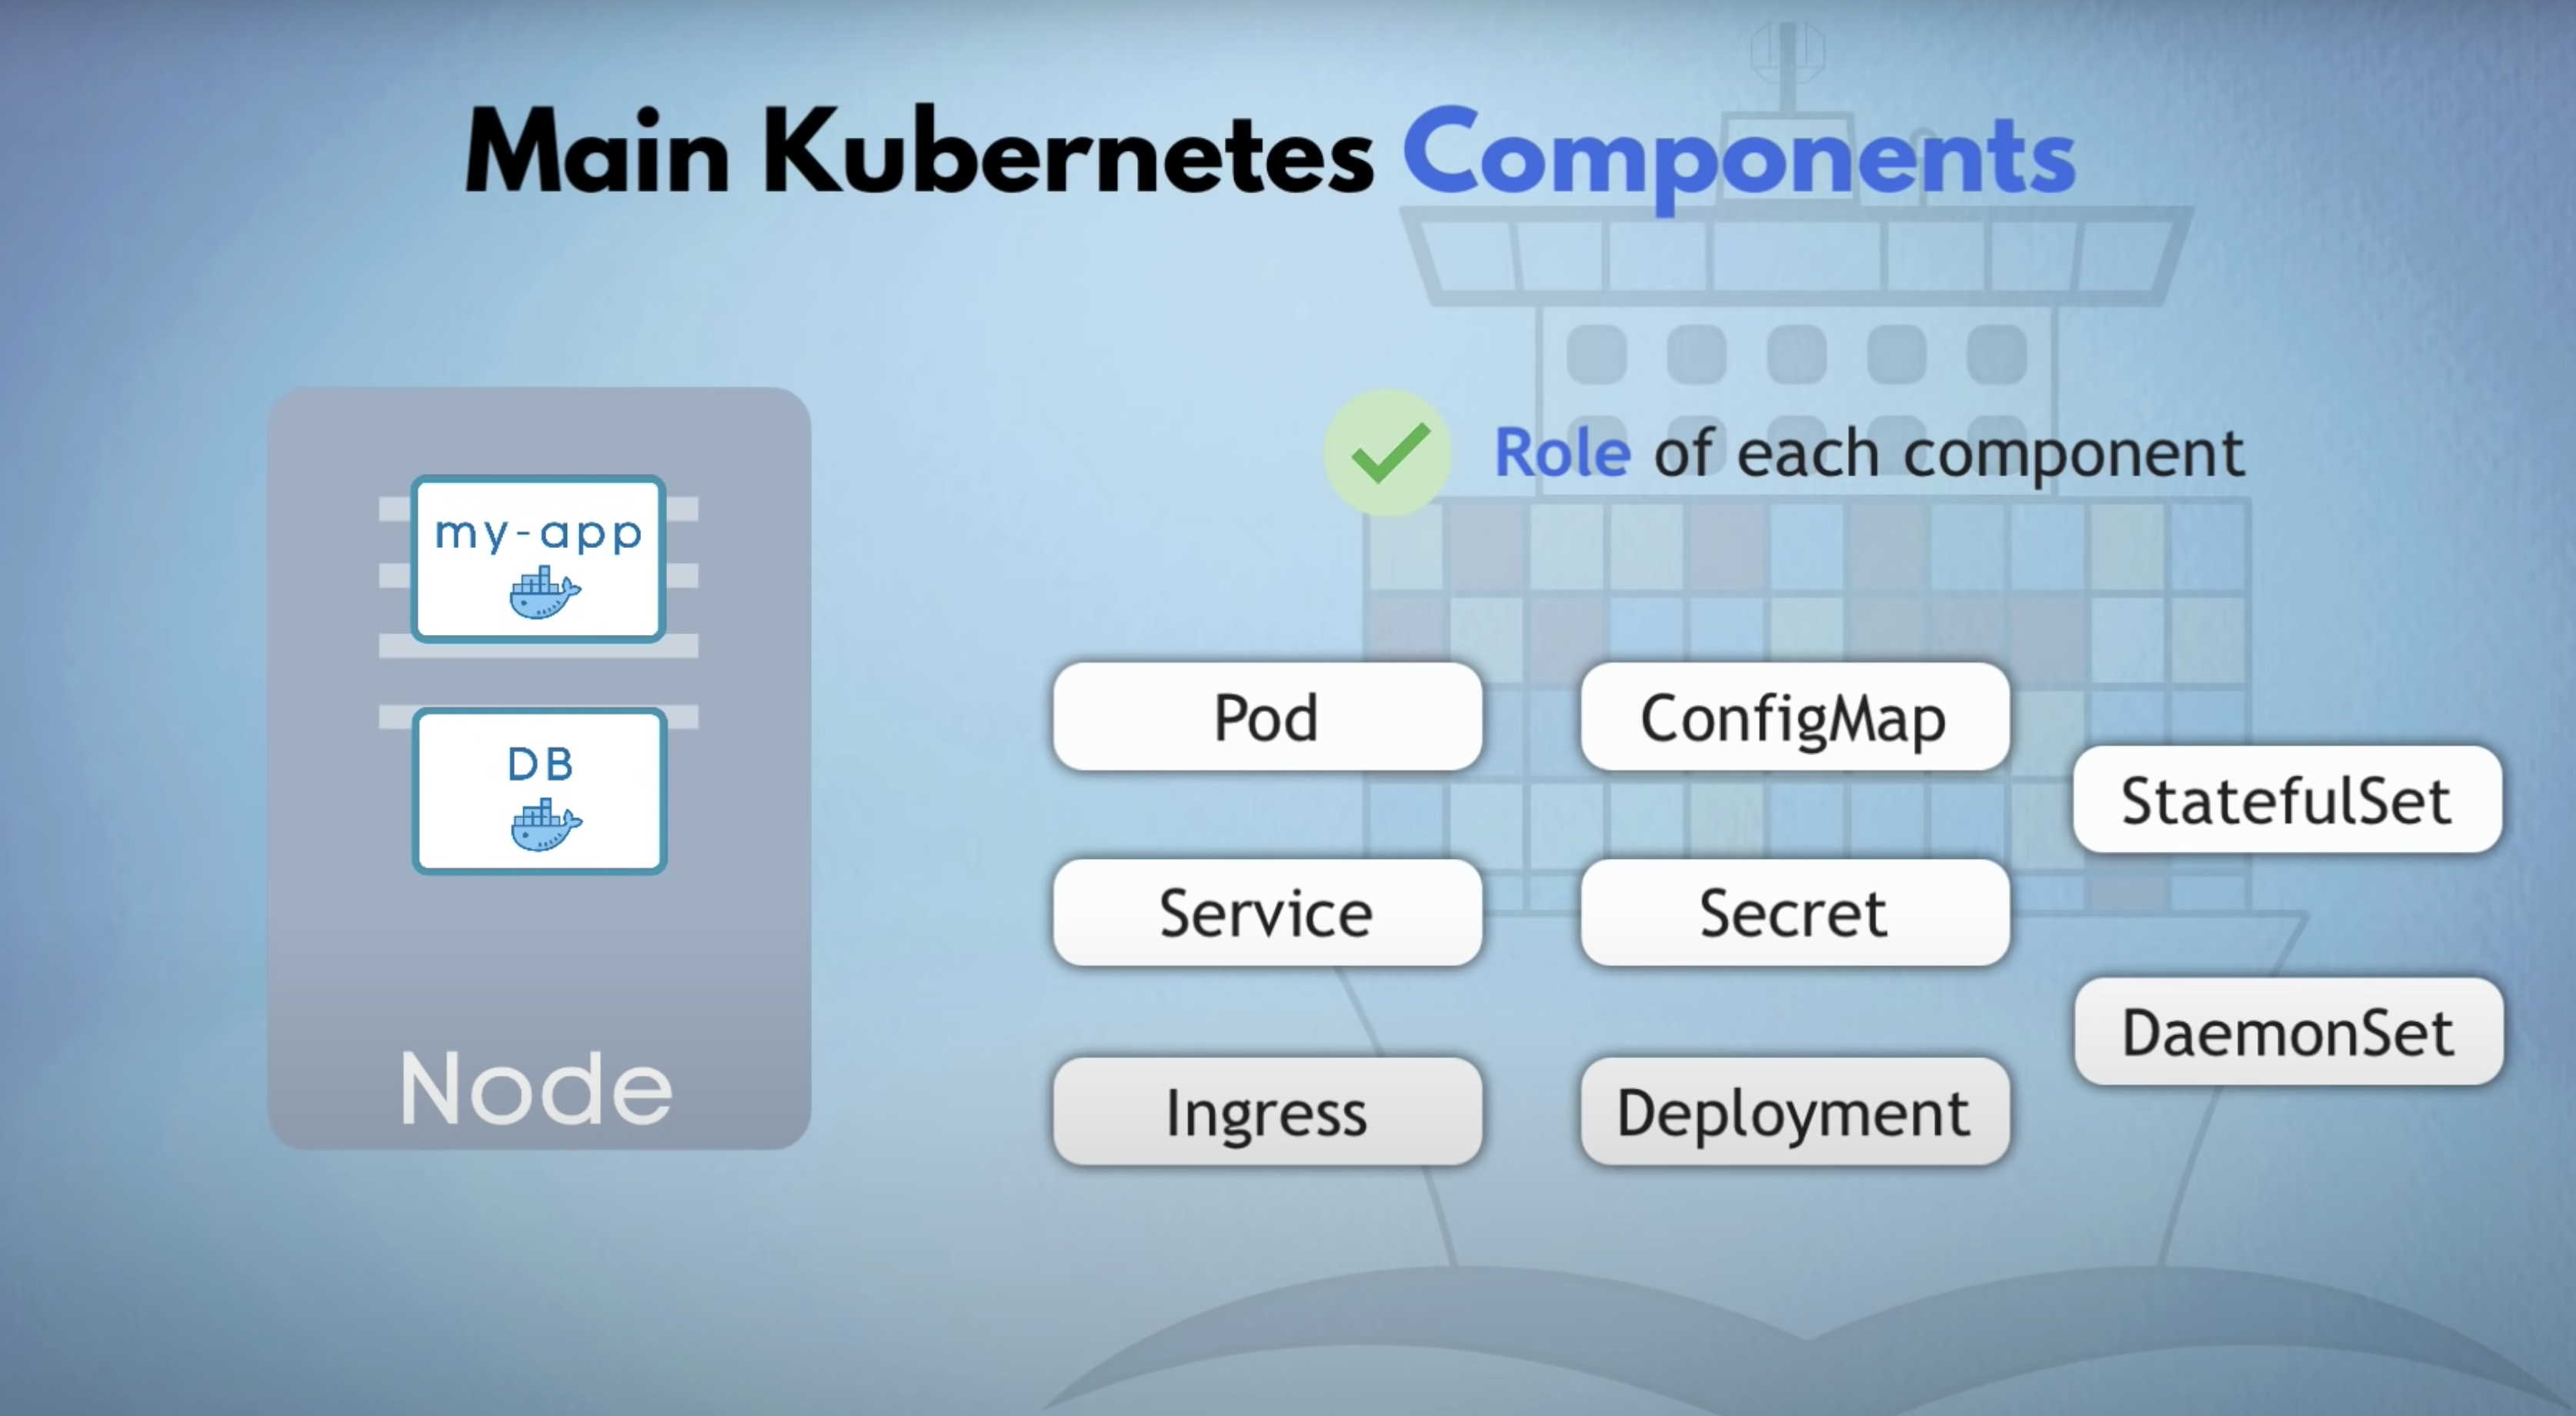 Main Kubernetes Components
my-app
DB
Node
Role of each component
Pod
ConfigMap
StatefulSet
Service
Secret
DaemonSet
Ingress
Deployment